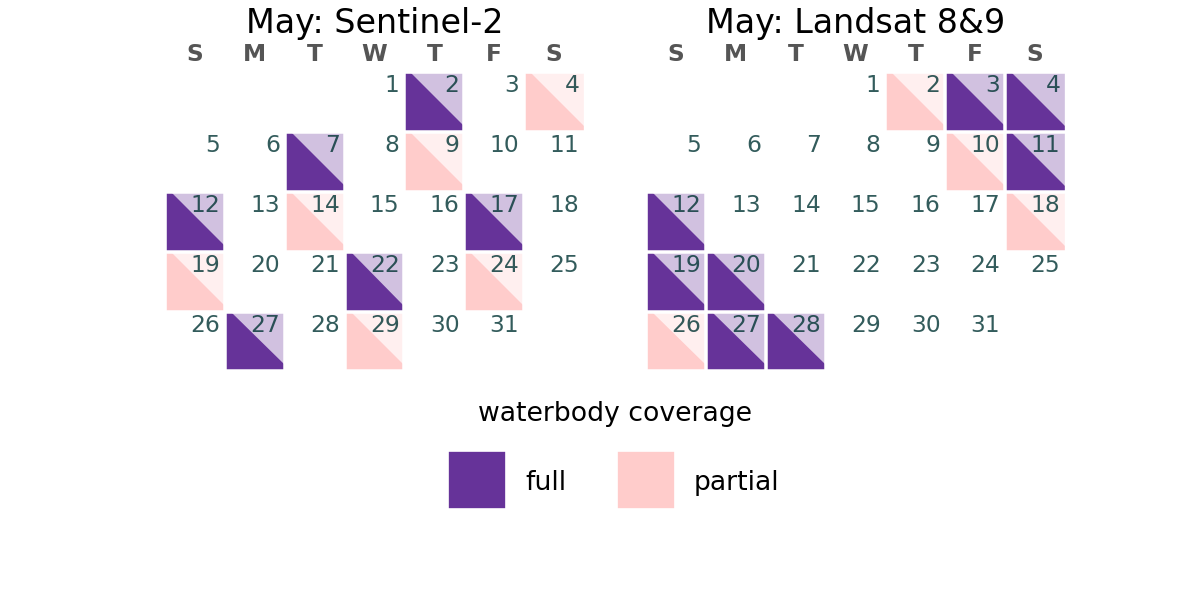 May: Sentinel-2
S M T W T F S
1 2 3 4
5 6 7 8 9 10 11
12 13 14 15 16 17 18
19 20 21 22 23 24 25
26 27 28 29 30 31
May: Landsat 8&9
S M T W T F S
1 2 3 4
5 6 7 8 9 10 11
12 13 14 15 16 17 18
19 20 21 22 23 24 25
26 27 28 29 30 31
waterbody coverage
full partial